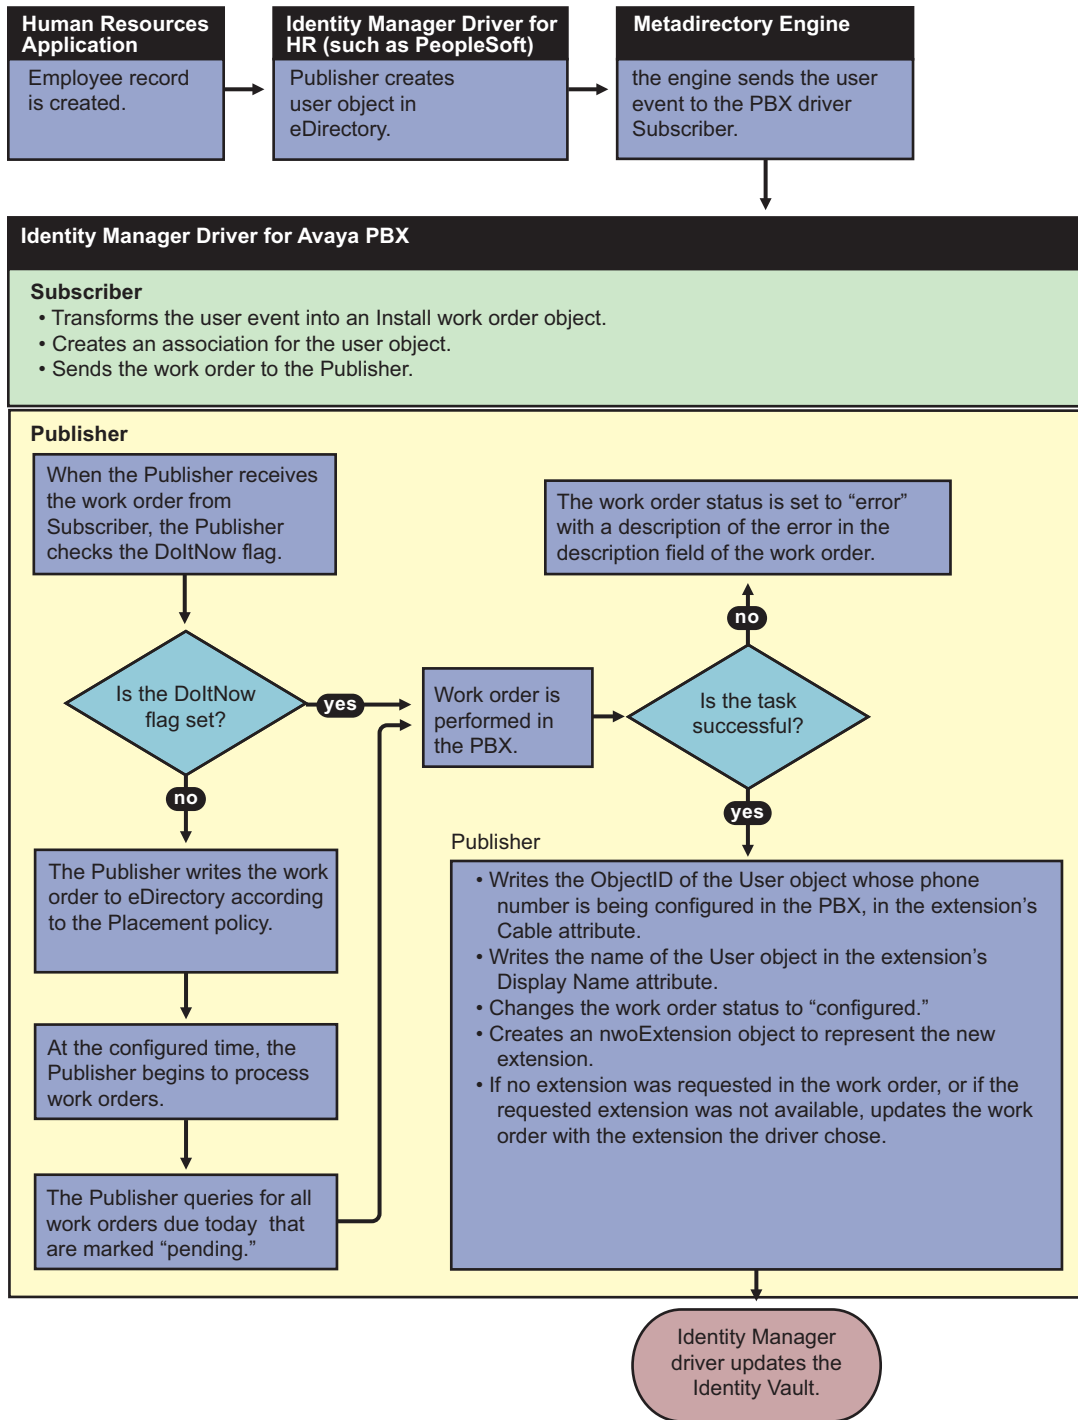 Human Resources
Application
Employee record
is created.
Identity Manager Driver for
HR (such as PeopleSoft)
Publisher creates
user object in
eDirectory.
Metadirectory Engine
the engine sends the user
event to the PBX driver
Subscriber.
Identity Manager Driver for Avaya PBX
Subscriber
• Transforms the user event into an Install work order object.
• Creates an association for the user object.
• Sends the work order to the Publisher.
Publisher
When the Publisher receives
the work order from
Subscriber, the Publisher
checks the DoItNow flag.
Is the DoItNow
flag set?
yes
no
The Publisher writes the work
order to eDirectory according
to the Placement policy.
At the configured time, the
Publisher begins to process
work orders.
The Publisher queries for all
work orders due today that
are marked “pending.”
Work order is
performed in
the PBX.
Is the task
successful?
no
The work order status is set to “error”
with a description of the error in the
description field of the work order.
yes
Publisher
• Writes the ObjectID of the User object whose phone
number is being configured in the PBX, in the extension’s
Cable attribute.
• Writes the name of the User object in the extension’s
Display Name attribute.
• Changes the work order status to “configured.”
• Creates an nwoExtension object to represent the new
extension.
• If no extension was requested in the work order, or if the
requested extension was not available, updates the work
order with the extension the driver chose.
Identity Manager
driver updates the
Identity Vault.